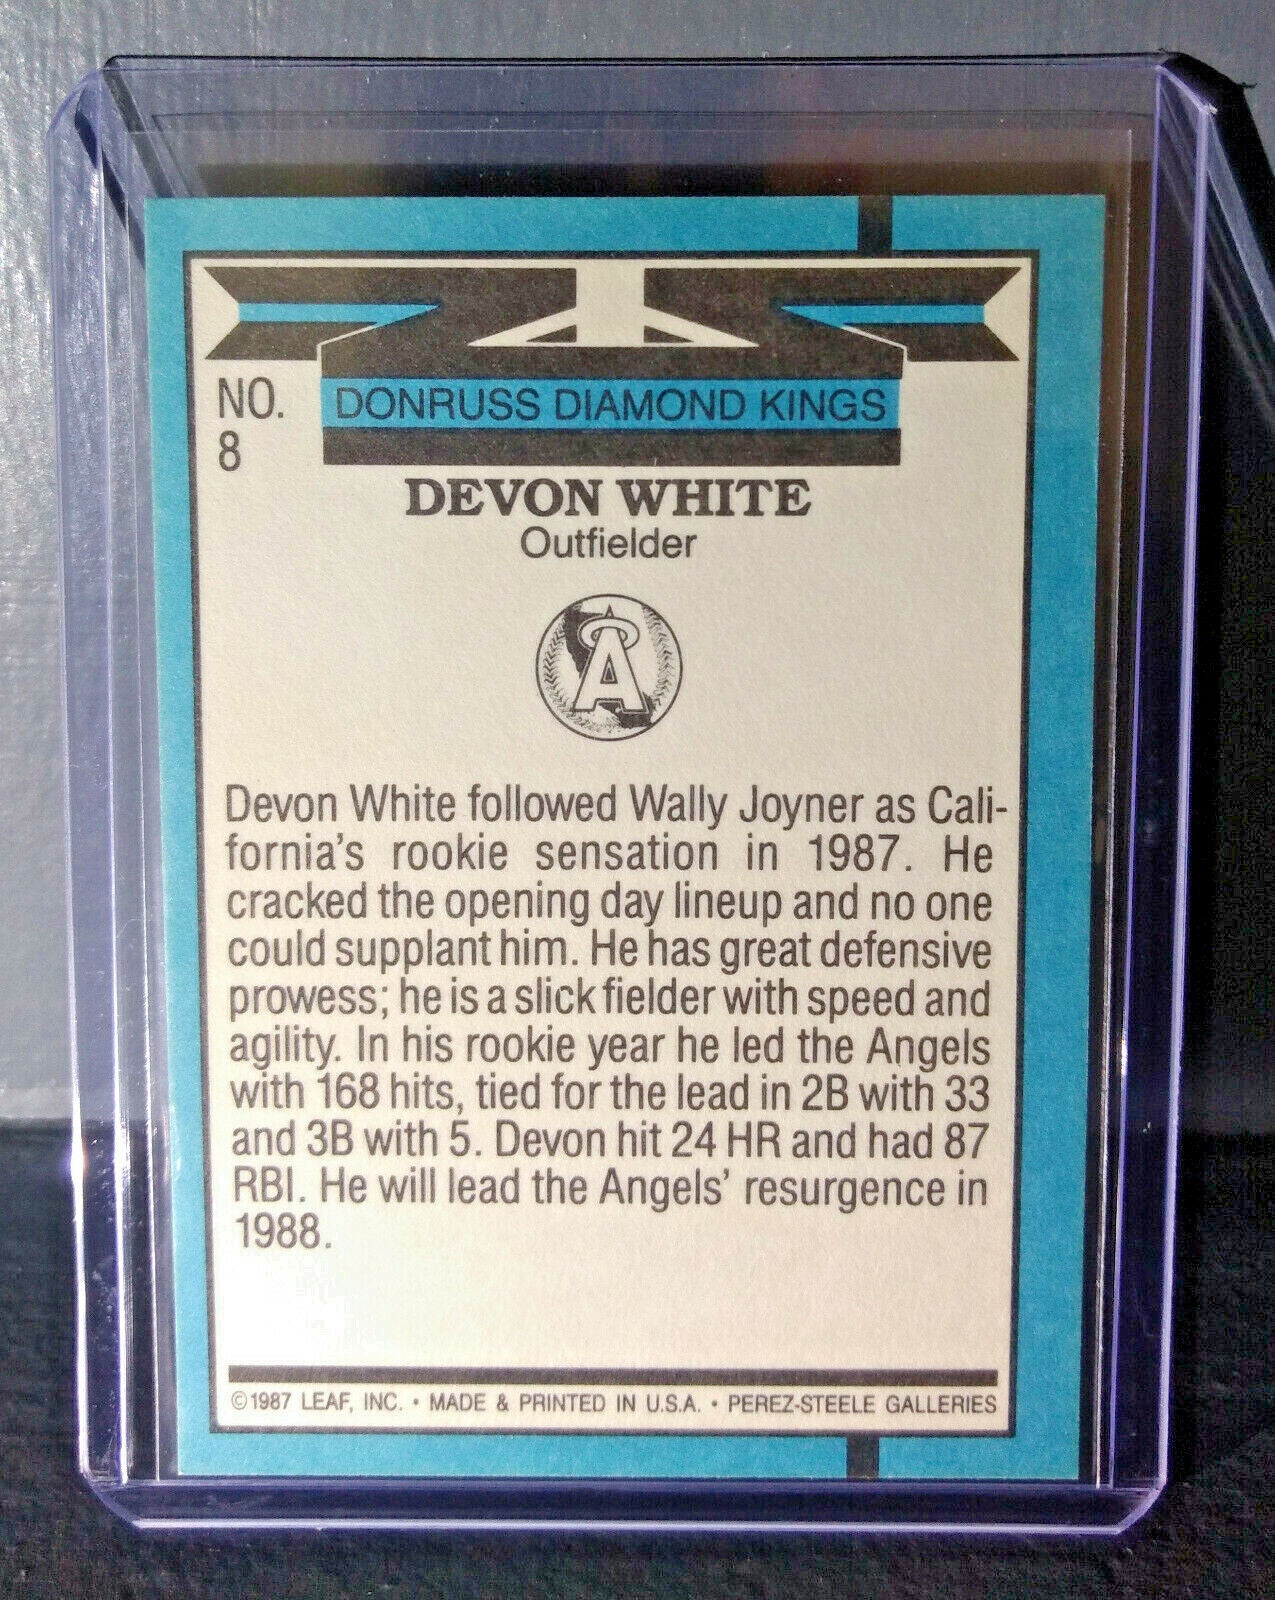 NO.
8
DONRUSS DIAMOND KINGS
DEVON WHITE
Outfielder
A
Devon White followed Wally Joyner as Cali-
fornia's rookie sensation in 1987. He
cracked the opening day lineup and no one
could supplant him. He has great defensive
prowess; he is a slick fielder with speed and
agility. In his rookie year he led the Angels
with 168 hits, tied for the lead in 2B with 33
and 3B with 5. Devon hit 24 HR and had 87
RBI. He will lead the Angels' resurgence in
1988.
©1987 LEAF, INC. • MADE & PRINTED IN U.S.A. • PEREZ-STEELE GALLERIES